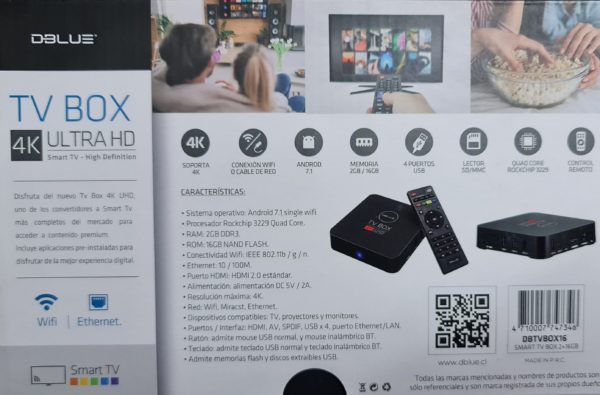 DBLUE
TV BOX
4K ULTRA HD
Smart TV - High Definition
Disfruta del nuevo Tv Box 4K UHD,
uno de los convertidores a Smart Tv
más completos del mercado para
acceder a contenido premium.
Incluye aplicaciones pre-instaladas para
disfrutar de la mejor experiencia digital.
Wifi
Ethernet.
Smart TV
4K
SOPORTA
4K
CONEXIÓN WIFI
O CABLE DE RED
ANDROID
7.1
MEMORIA
2GB / 16GB
4 PUERTOS
USB
LECTOR
SD/MMC
QUAD CORE
ROCKCHIP 3229
CONTROL
REMOTO
CARACTERÍSTICAS:
• Sistema operativo: Android 7.1 single wifi.
• Procesador Rockchip 3229 Quad Core.
• RAM: 2GB DDR3.
• ROM: 16GB NAND FLASH.
• Conectividad Wifi: IEEE 802.11b / g / n.
• Ethernet: 10 / 100M.
• Puerto HDMI: HDMI 2.0 estándar.
• Alimentación: alimentación DC 5V / 2A.
• Resolución máxima: 4K.
• Red: Wifi, Miracst, Ethernet.
• Dispositivos compatibles: TV, proyectores y monitores.
• Puertos / Interfaz: HDMI, AV, SPDIF, USB x 4, puerto Ethernet/LAN.
• Ratón: admite mouse USB normal y mouse inalámbrico BT.
• Teclado: admite teclado USB normal y teclado inalámbrico BT.
• Admite memorias flash y discos extraíbles USB.
TV BOX
www.dblue.cl
4 710007 747346
DBTVBOX16
SMART TV BOX 2+16GB
MADE IN P.R.C.
Todas las marcas mencionadas y nombres de productos
sólo referenciales y son marca registrada de sus propios dueños